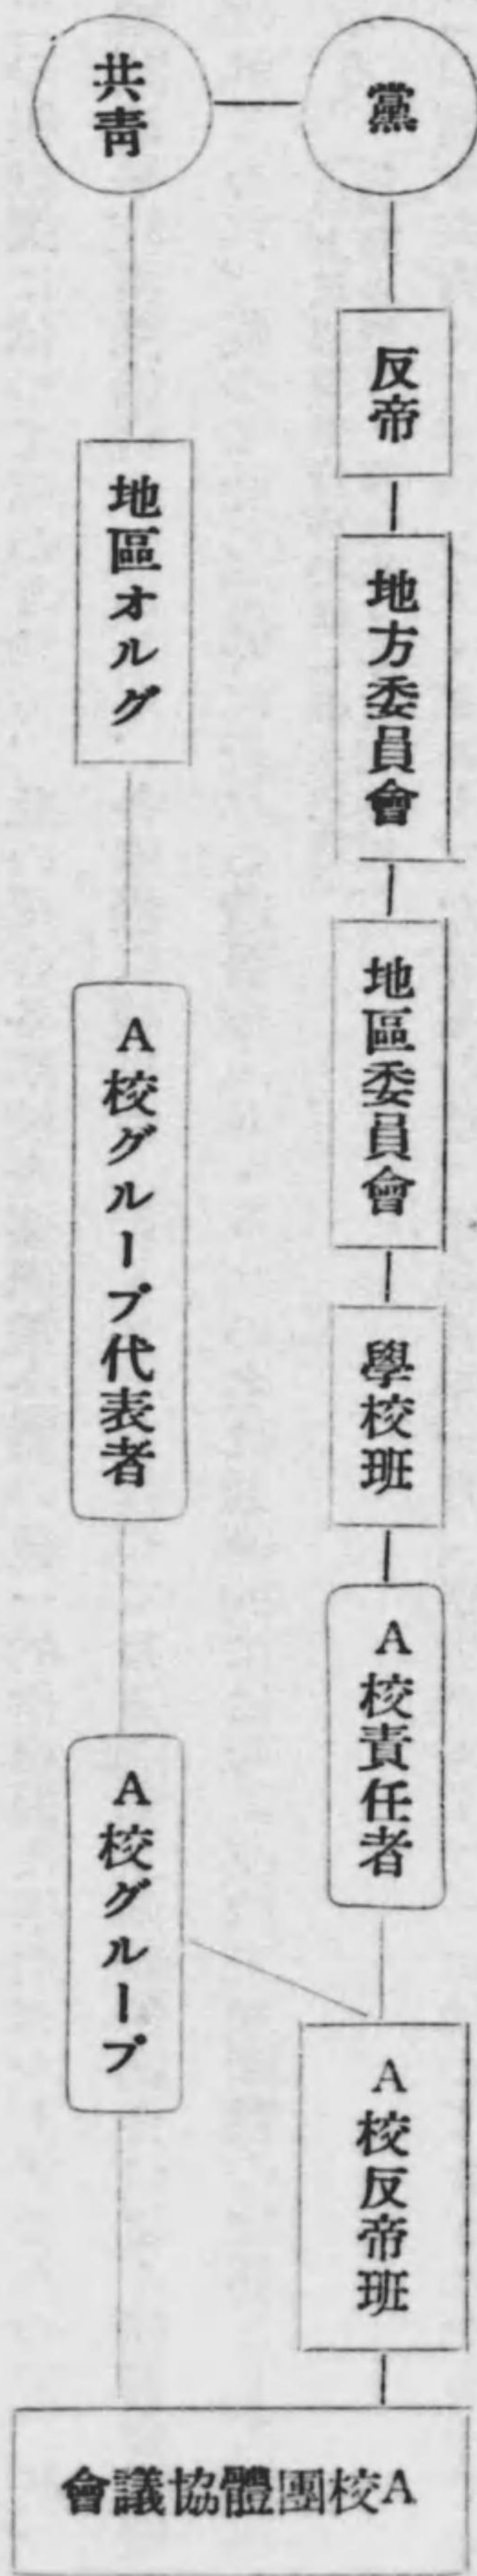 黨
反帝
地方委員會
地區委員會
學校班
A校責任者
A校反帝班
共靑
地區オルグ
A校グループ代表者
A校グループ
會議協體團校A